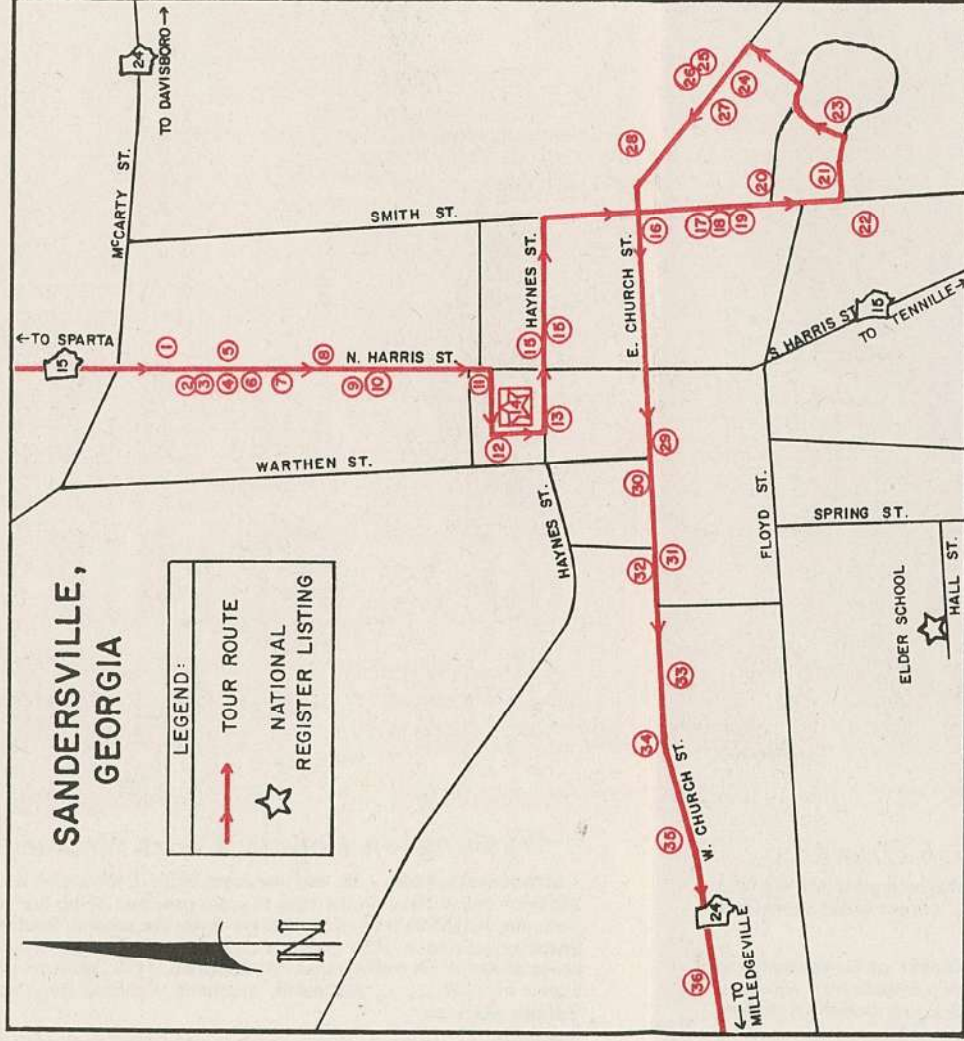 SANDERSVILLE,
GEORGIA
LEGEND:
TOUR ROUTE
NATIONAL
REGISTER LISTING
N
←TO SPARTA
15
MCCARTY ST.
24
TO DAVISBORO→
1
2
3
4
5
6
7
8
9
10
N. HARRIS ST.
WARTHEN ST.
SMITH ST.
11
12
14
13
15
HAYNES ST.
15
HAYNES ST.
E. CHURCH ST.
16
17
18
19
20
21
22
23
24
25
26
27
28
29
30
31
32
33
34
35
36
W. CHURCH ST.
24
←TO
MILLEDGEVILLE
FLOYD ST.
S HARRIS ST.
15
TO TENNILLE→
SPRING ST.
ELDER SCHOOL
HALL ST.